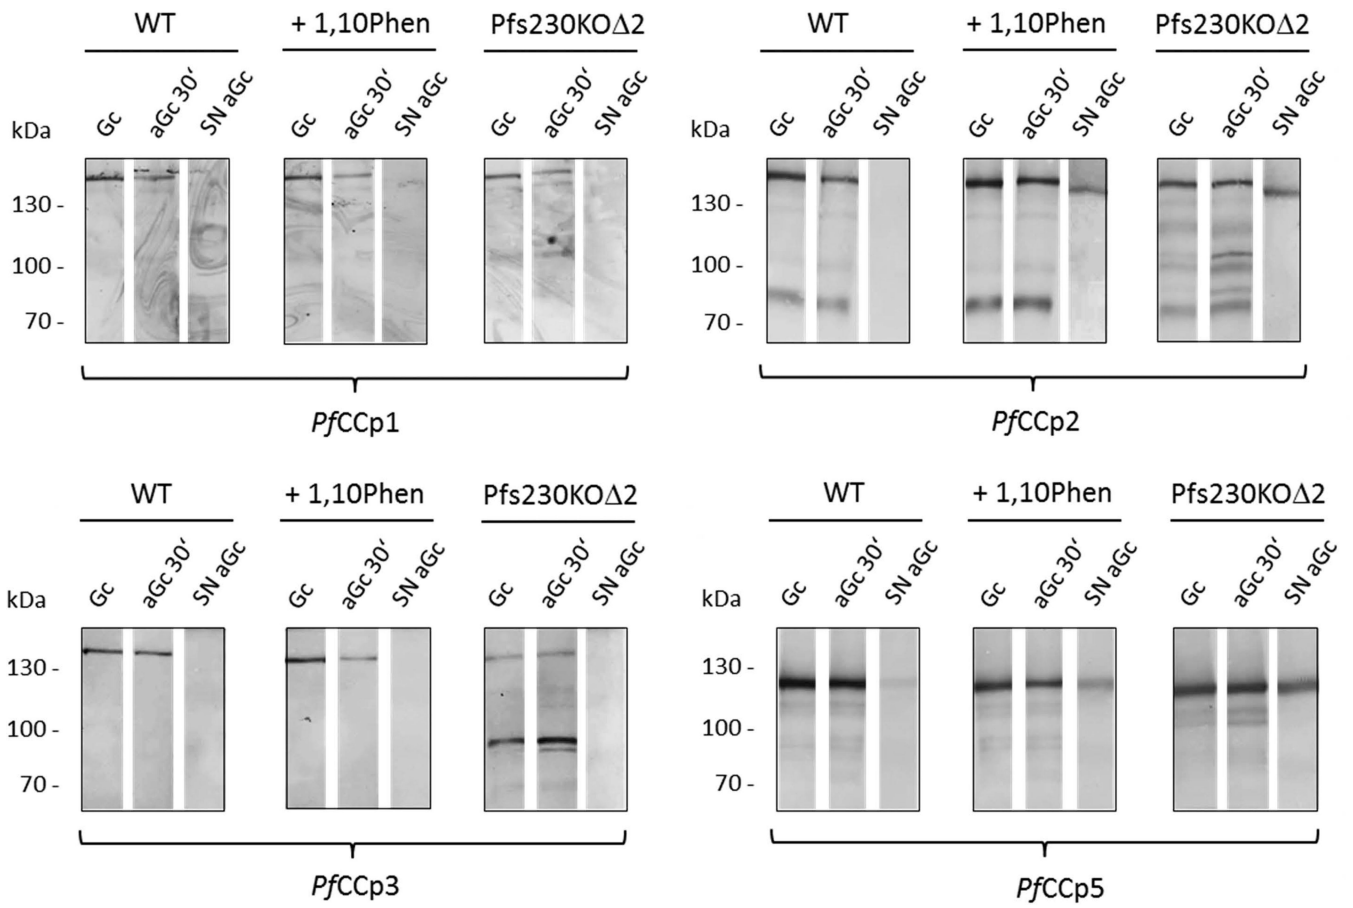 WT + 1,10Phen Pfs230KOΔ2
Gc aGc 30‘ SN aGc Gc aGc 30‘ SN aGc Gc aGc 30‘ SN aGc
kDa
130 -
100 -
70 -
PfCCp1
WT + 1,10Phen Pfs230KOΔ2
Gc aGc 30‘ SN aGc Gc aGc 30‘ SN aGc Gc aGc 30‘ SN aGc
kDa
130 -
100 -
70 -
PfCCp2
WT + 1,10Phen Pfs230KOΔ2
Gc aGc 30‘ SN aGc Gc aGc 30‘ SN aGc Gc aGc 30‘ SN aGc
kDa
130 -
100 -
70 -
PfCCp3
WT + 1,10Phen Pfs230KOΔ2
Gc aGc 30‘ SN aGc Gc aGc 30‘ SN aGc Gc aGc 30‘ SN aGc
kDa
130 -
100 -
70 -
PfCCp5